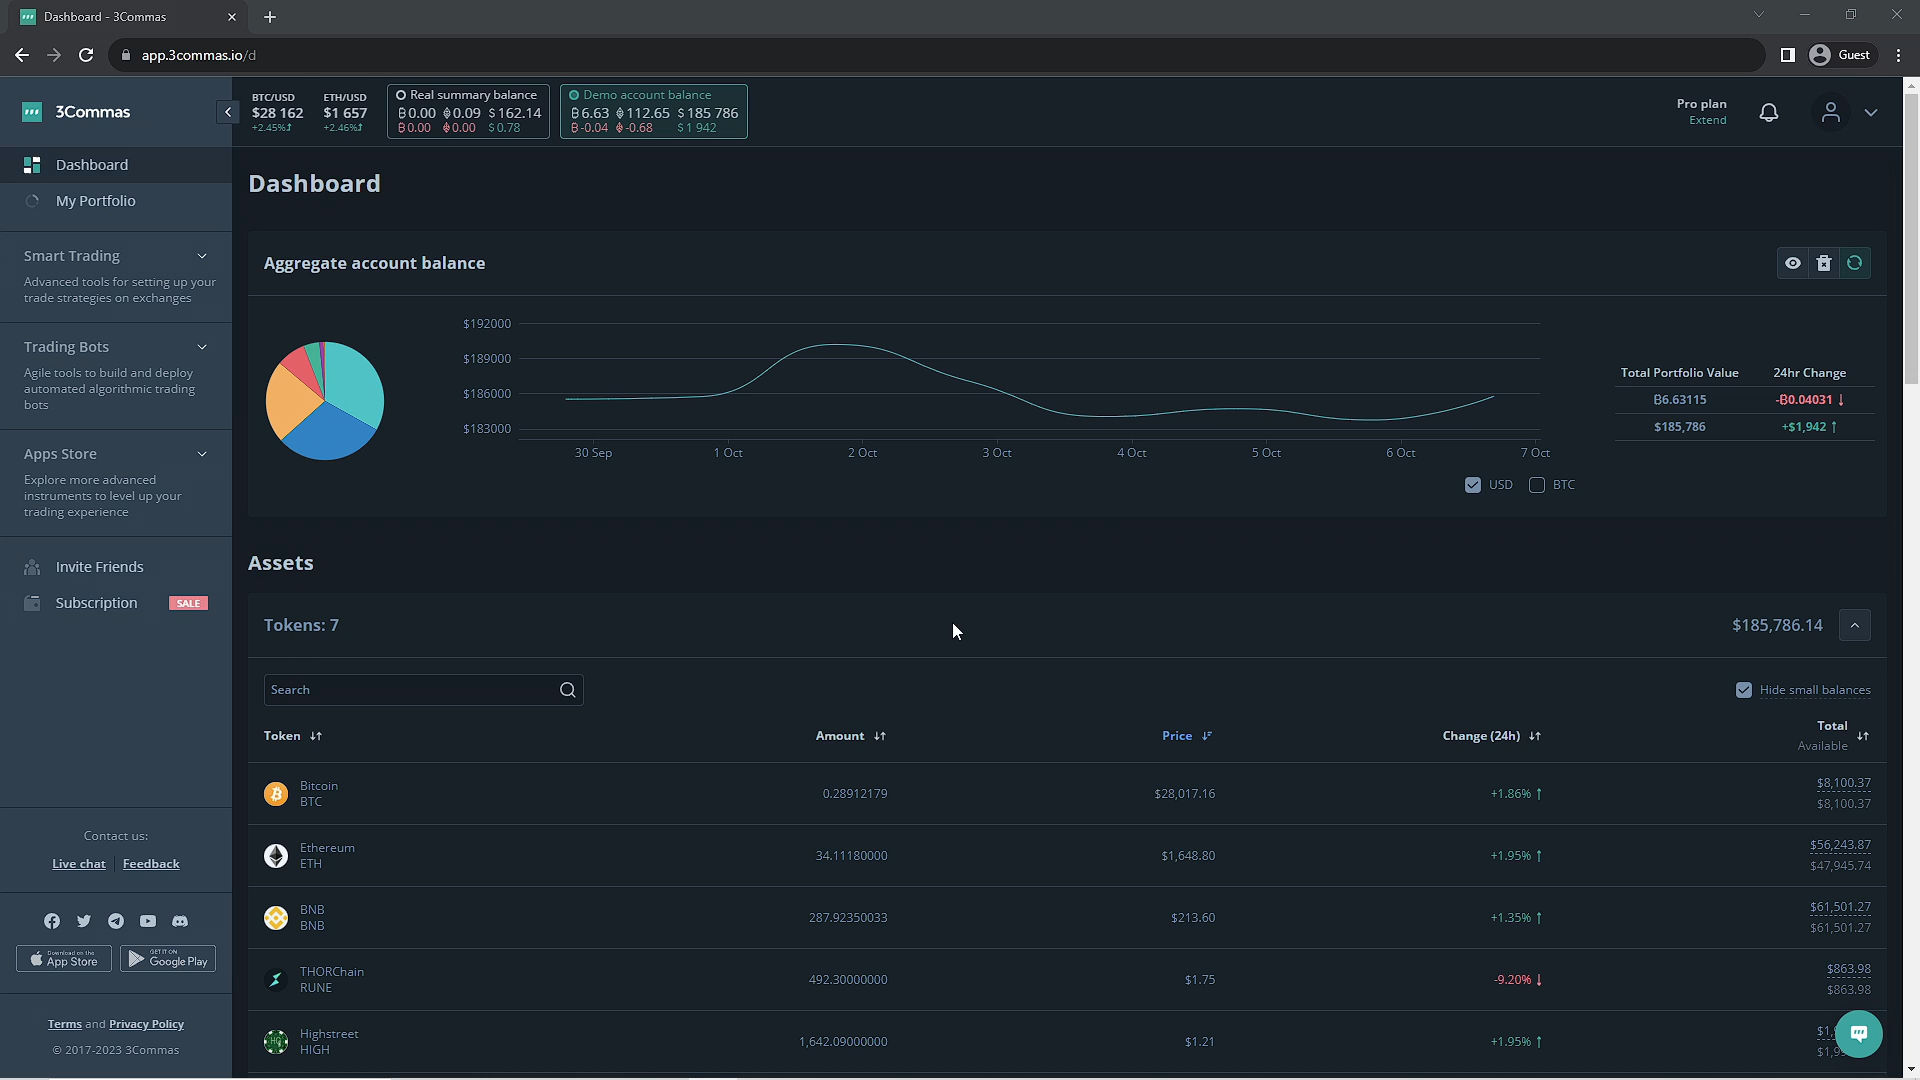 Dashboard - 3Commas
app.3commas.io/d
Guest
3Commas
BTC/USD
$28 162
+2.45%
ETH/USD
$1 657
+2.46%
Real summary balance
฿0.00 0.09 $162.14
฿0.00 0.00 $0.78
Demo account balance
฿6.63 112.65 $185 786
฿-0.04 -0.68 $1 942
Pro plan
Extend
Dashboard
My Portfolio
Smart Trading
Advanced tools for setting up your
trade strategies on exchanges
Trading Bots
Agile tools to build and deploy
automated algorithmic trading
bots
Apps Store
Explore more advanced
instruments to level up your
trading experience
Invite Friends
Subscription SALE
Contact us:
Live chat Feedback
Download on the
App Store
GET IT ON
Google Play
Terms and Privacy Policy
© 2017-2023 3Commas
Dashboard
Aggregate account balance
$192000
$189000
$186000
$183000
30 Sep 1 Oct 2 Oct 3 Oct 4 Oct 5 Oct 6 Oct 7 Oct
USD BTC
Total Portfolio Value 24hr Change
฿6.63115 -฿0.04031 ↓
$185,786 +$1,942 ↑
Assets
Tokens: 7 $185,786.14
Search
Hide small balances
Token Amount Price Change (24h) Total
Available
Bitcoin
BTC
0.28912179 $28,017.16 +1.86% ↑ $8,100.37
$8,100.37
Ethereum
ETH
34.11180000 $1,648.80 +1.95% ↑ $56,243.87
$47,945.74
BNB
BNB
287.92350033 $213.60 +1.35% ↑ $61,501.27
$61,501.27
THORChain
RUNE
492.30000000 $1.75 -9.20% ↓ $863.98
$863.98
Highstreet
HIGH
1,642.09000000 $1.21 +1.95% ↑